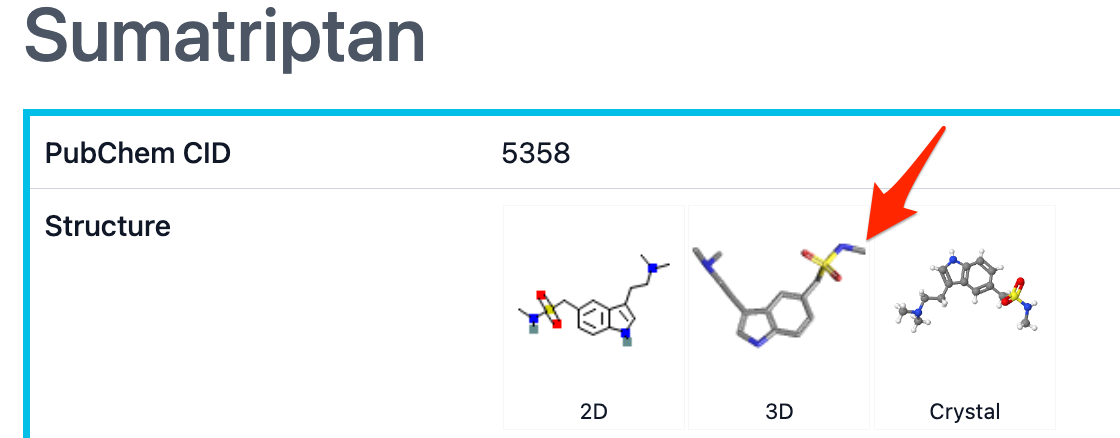 Sumatriptan
PubChem CID 5358
Structure
2D 3D Crystal